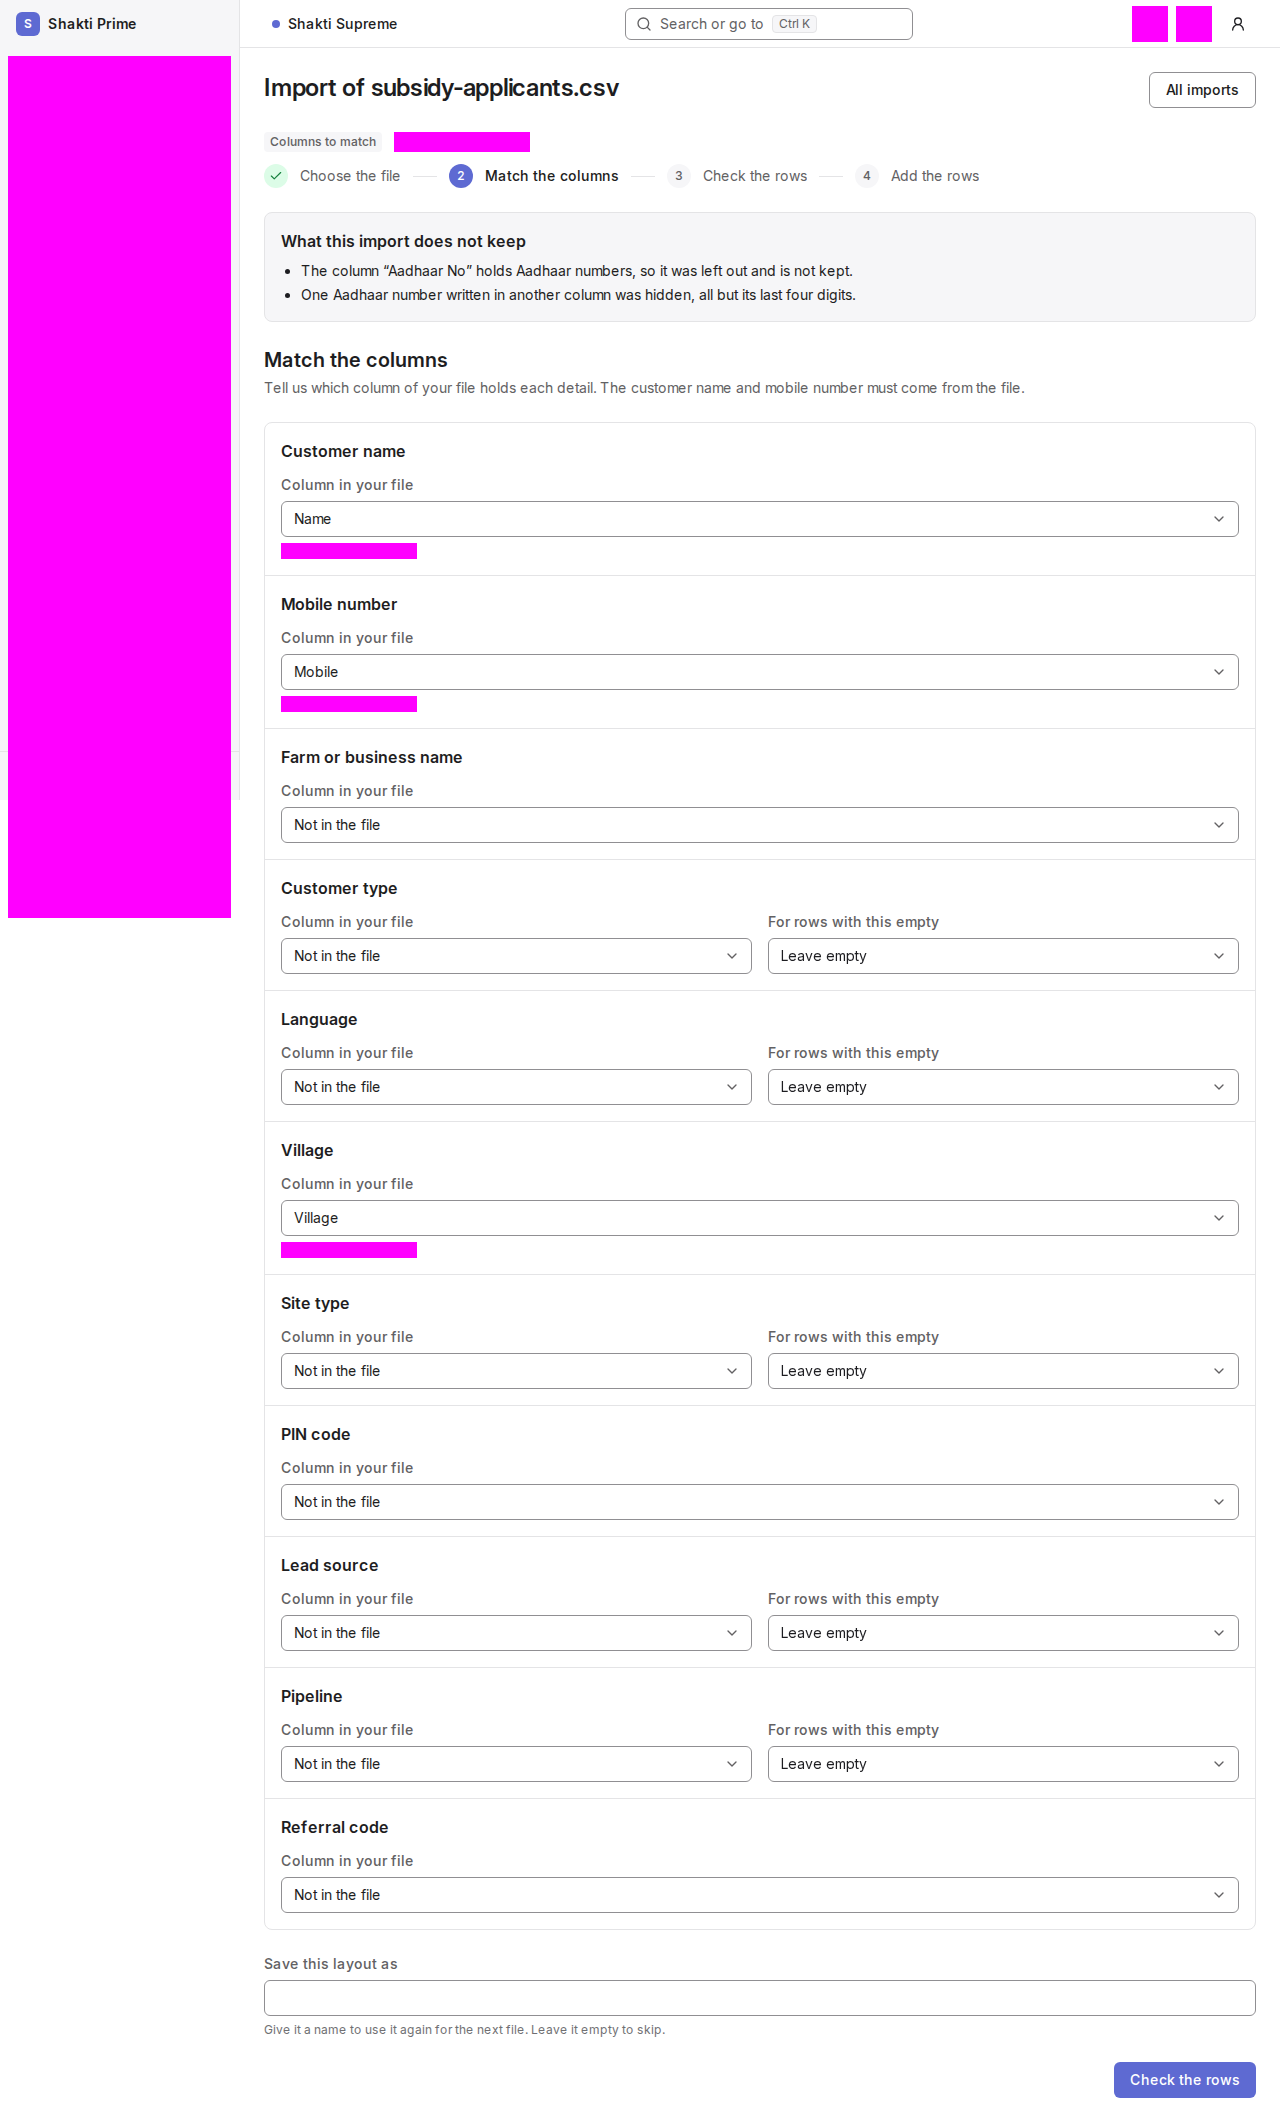 S Shakti Prime
Shakti Supreme
Search or go to Ctrl K
Import of subsidy-applicants.csv
All imports
Columns to match
Choose the file
2 Match the columns
3 Check the rows
4 Add the rows
What this import does not keep
• The column “Aadhaar No” holds Aadhaar numbers, so it was left out and is not kept.
• One Aadhaar number written in another column was hidden, all but its last four digits.
Match the columns
Tell us which column of your file holds each detail. The customer name and mobile number must come from the file.
Customer name
Column in your file
Name
Mobile number
Column in your file
Mobile
Farm or business name
Column in your file
Not in the file
Customer type
Column in your file For rows with this empty
Not in the file Leave empty
Language
Column in your file For rows with this empty
Not in the file Leave empty
Village
Column in your file
Village
Site type
Column in your file For rows with this empty
Not in the file Leave empty
PIN code
Column in your file
Not in the file
Lead source
Column in your file For rows with this empty
Not in the file Leave empty
Pipeline
Column in your file For rows with this empty
Not in the file Leave empty
Referral code
Column in your file
Not in the file
Save this layout as
Give it a name to use it again for the next file. Leave it empty to skip.
Check the rows